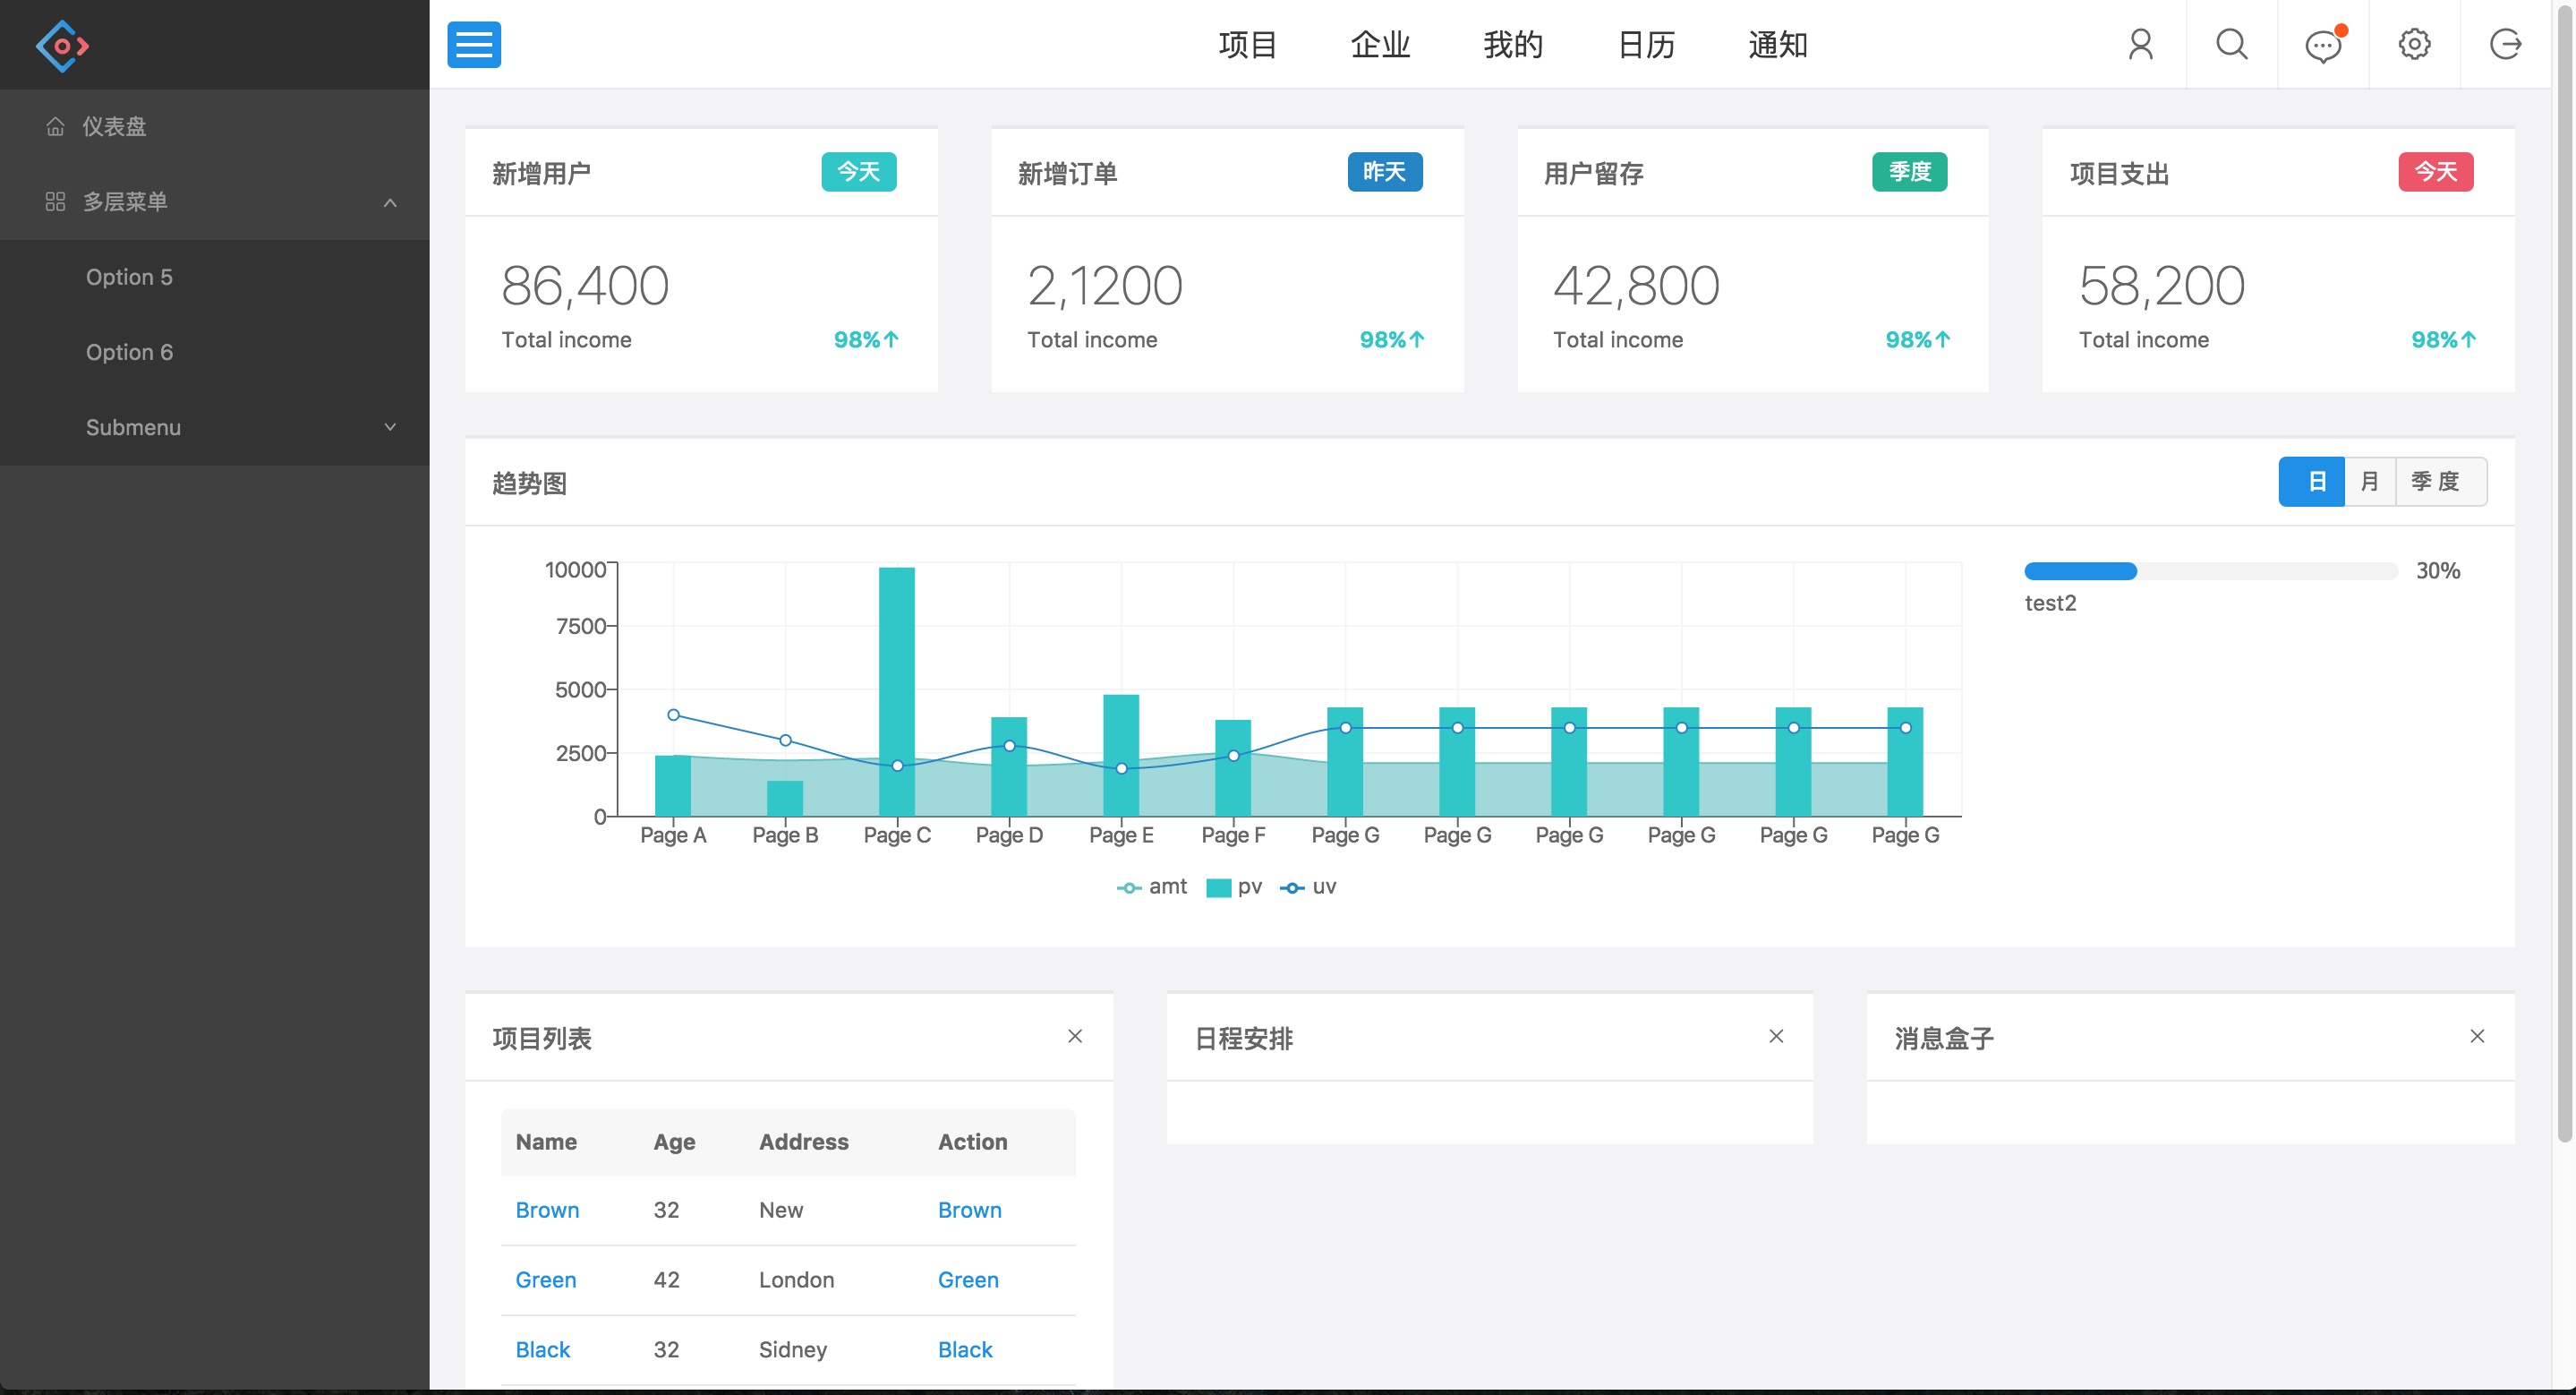 项目 企业 我的 日历 通知
仪表盘
多层菜单
Option 5
Option 6
Submenu
新增用户 今天
86,400
Total income 98%↑
新增订单 昨天
2,1200
Total income 98%↑
用户留存 季度
42,800
Total income 98%↑
项目支出 今天
58,200
Total income 98%↑
趋势图 日 月 季 度
10000
7500
5000
2500
0
Page A Page B Page C Page D Page E Page F Page G Page G Page G Page G Page G Page G
amt pv uv
30%
test2
项目列表
Name Age Address Action
Brown 32 New Brown
Green 42 London Green
Black 32 Sidney Black
日程安排
消息盒子